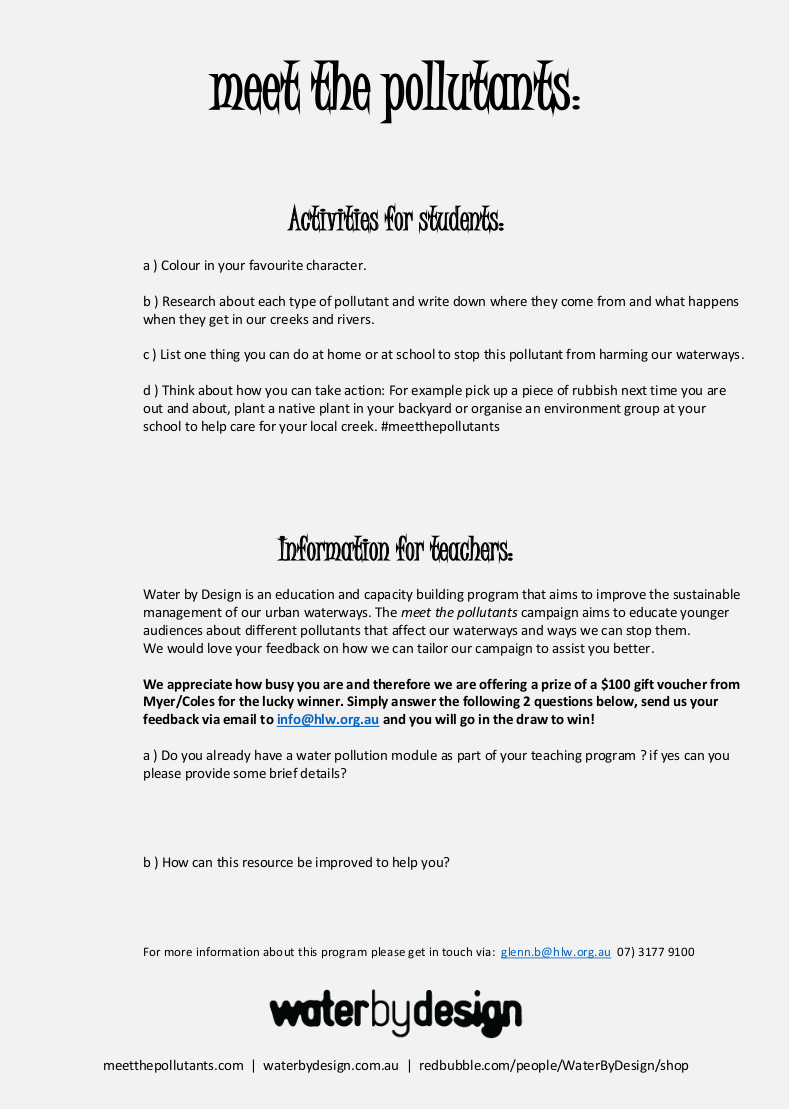 meet the pollutants:
Activities for students:
a ) Colour in your favourite character.
b ) Research about each type of pollutant and write down where they come from and what happens
when they get in our creeks and rivers.
c ) List one thing you can do at home or at school to stop this pollutant from harming our waterways.
d ) Think about how you can take action: For example pick up a piece of rubbish next time you are
out and about, plant a native plant in your backyard or organise an environment group at your
school to help care for your local creek. #meetthepollutants
Information for teachers:
Water by Design is an education and capacity building program that aims to improve the sustainable
management of our urban waterways. The meet the pollutants campaign aims to educate younger
audiences about different pollutants that affect our waterways and ways we can stop them.
We would love your feedback on how we can tailor our campaign to assist you better.
We appreciate how busy you are and therefore we are offering a prize of a $100 gift voucher from
Myer/Coles for the lucky winner. Simply answer the following 2 questions below, send us your
feedback via email to info@hlw.org.au and you will go in the draw to win!
a ) Do you already have a water pollution module as part of your teaching program ? if yes can you
please provide some brief details?
b ) How can this resource be improved to help you?
For more information about this program please get in touch via: glenn.b@hlw.org.au 07) 3177 9100
waterbydesign
meetthepollutants.com | waterbydesign.com.au | redbubble.com/people/WaterByDesign/shop